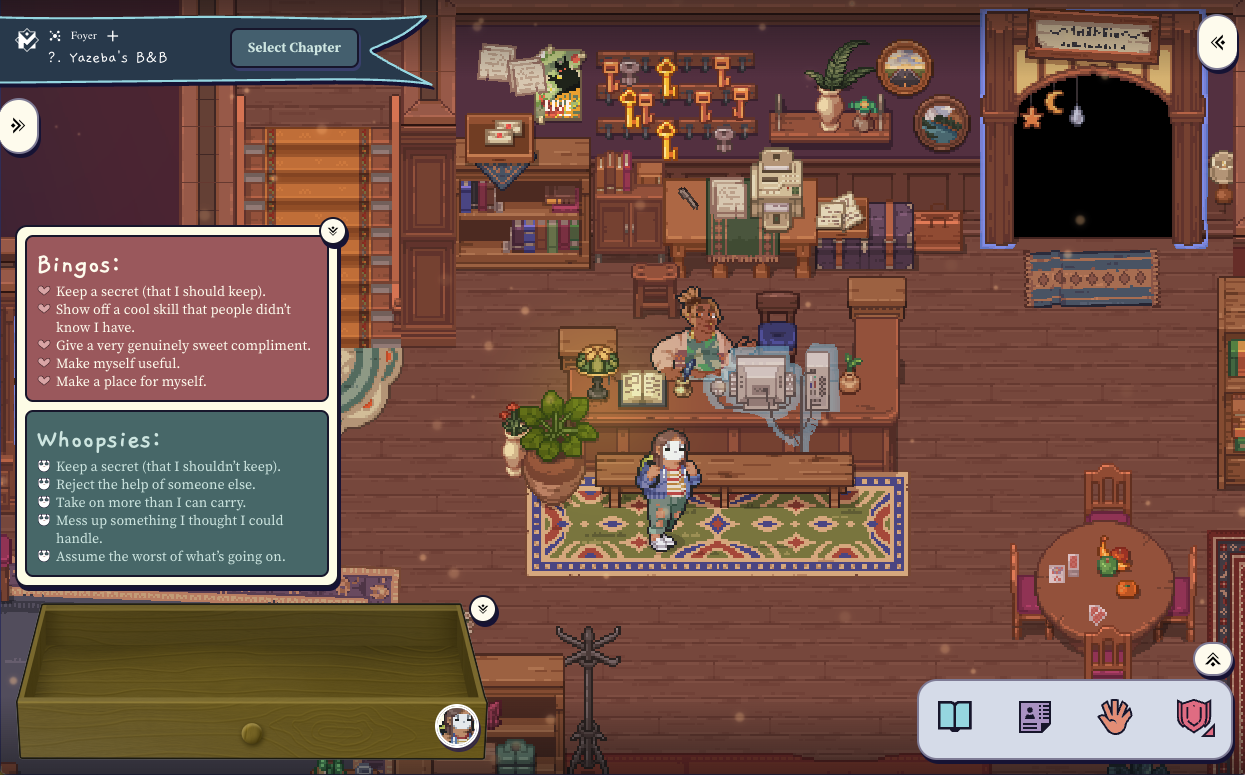 Foyer
?. Yazeba's B&B
Select Chapter
LIVE
Bingos:
Keep a secret (that I should keep).
Show off a cool skill that people didn't
know I have.
Give a very genuinely sweet compliment.
Make myself useful.
Make a place for myself.
Whoopsies:
Keep a secret (that I shouldn't keep).
Reject the help of someone else.
Take on more than I can carry.
Mess up something I thought I could
handle.
Assume the worst of what's going on.